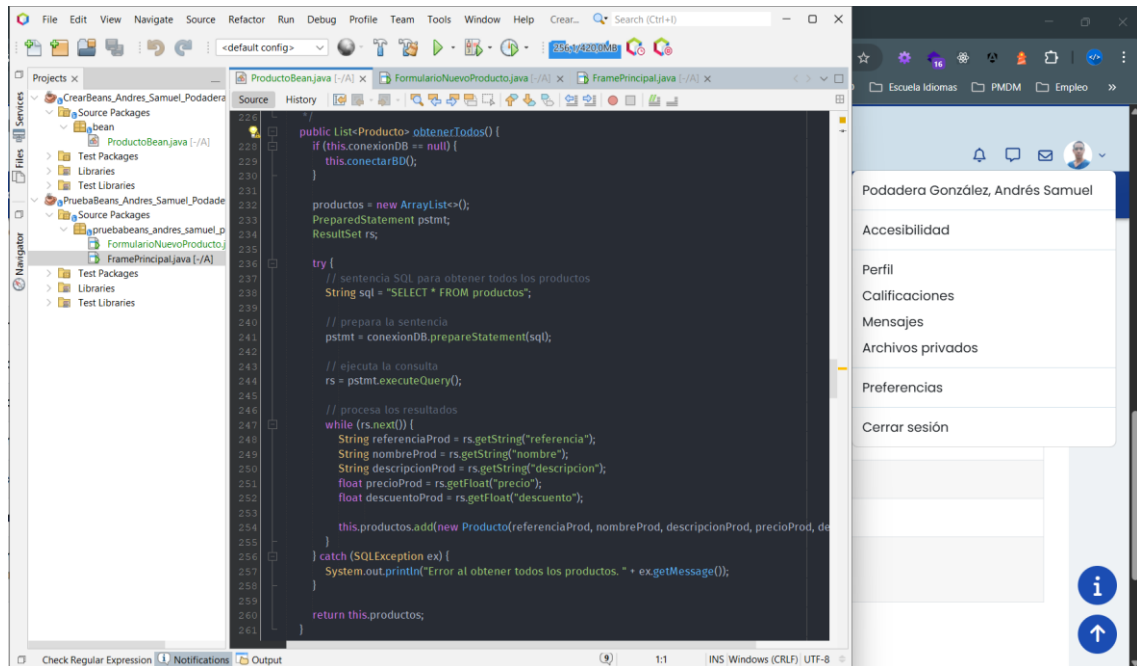 File Edit View Navigate Source Refactor Run Debug Profile Team Tools Window Help Crear... Search (Ctrl+I)
<default config>
256,1/420,0MB
Projects
ProductoBean.java [-/A] FormularioNuevoProducto.java [-/A] FramePrincipal.java [-/A]
Source History
Services
Files
Navigator
CrearBeans_Andres_Samuel_Podadera
Source Packages
bean
ProductoBean.java [-/A]
Test Packages
Libraries
Test Libraries
PruebaBeans_Andres_Samuel_Podade
Source Packages
pruebabeans_andres_samuel_p
FormularioNuevoProducto.j
FramePrincipal.java [-/A]
Test Packages
Libraries
Test Libraries
226 */
public List<Producto> obtenerTodos() {
228 if (this.conexionDB == null) {
229 this.conectarBD();
230 }
231
232 productos = new ArrayList<>();
233 PreparedStatement pstmt;
234 ResultSet rs;
235
236 try {
237 // sentencia SQL para obtener todos los productos
238 String sql = "SELECT * FROM productos";
239
240 // prepara la sentencia
241 pstmt = conexionDB.prepareStatement(sql);
242
243 // ejecuta la consulta
244 rs = pstmt.executeQuery();
245
246 // procesa los resultados
247 while (rs.next()) {
248 String referenciaProd = rs.getString("referencia");
249 String nombreProd = rs.getString("nombre");
250 String descripcionProd = rs.getString("descripcion");
251 float precioProd = rs.getFloat("precio");
252 float descuentoProd = rs.getFloat("descuento");
253
254 this.productos.add(new Producto(referenciaProd, nombreProd, descripcionProd, precioProd, de
255 }
256 } catch (SQLException ex) {
257 System.out.println("Error al obtener todos los productos. " + ex.getMessage());
258 }
259
260 return this.productos;
261 }
Check Regular Expression Notifications Output (9) 1:1 INS Windows (CRLF) UTF-8
16
Escuela Idiomas PMDM Empleo »
Podadera González, Andrés Samuel
Accesibilidad
Perfil
Calificaciones
Mensajes
Archivos privados
Preferencias
Cerrar sesión